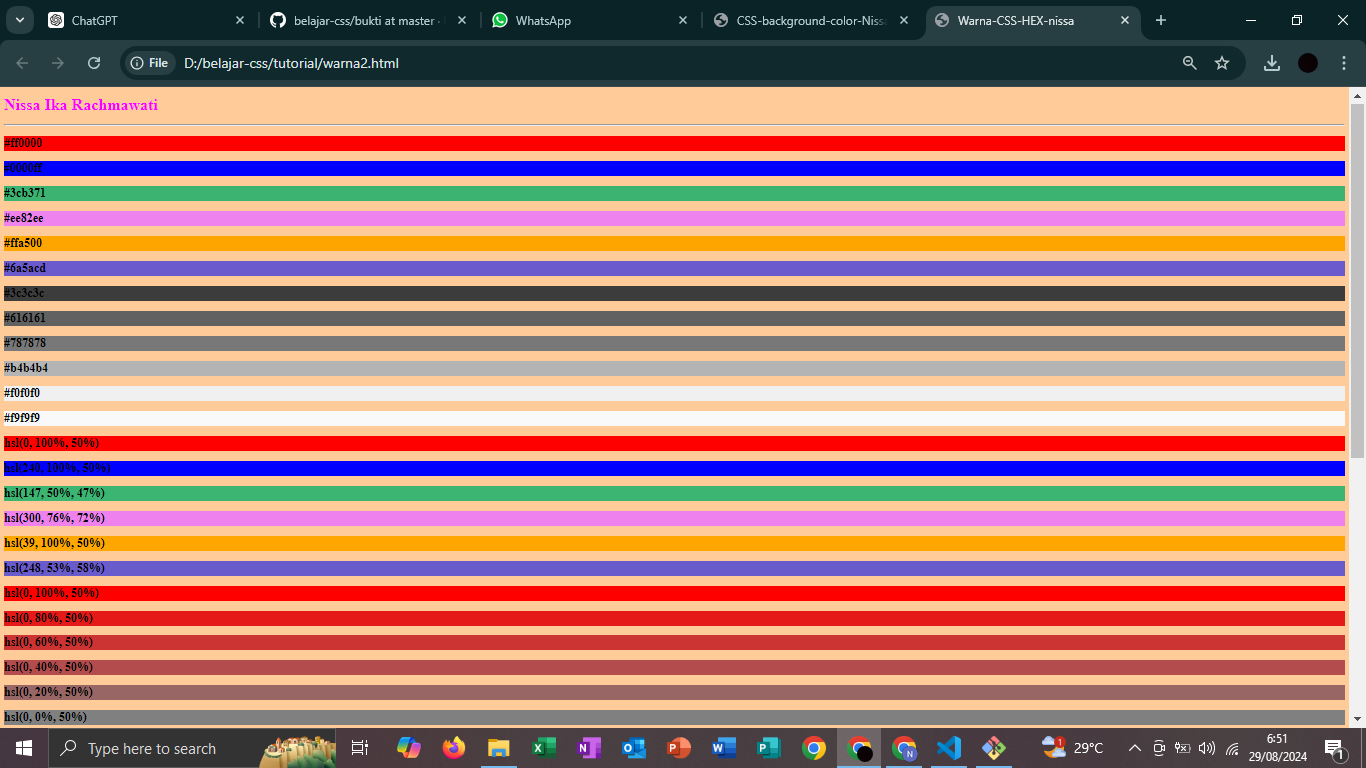 ChatGPT
belajar-css/bukti at master ·
WhatsApp
CSS-background-color-Niss
Warna-CSS-HEX-nissa
File
D:/belajar-css/tutorial/warna2.html
Nissa Ika Rachmawati
#ff0000
#0000ff
#3cb371
#ee82ee
#ffa500
#6a5acd
#3c3c3c
#616161
#787878
#b4b4b4
#f0f0f0
#f9f9f9
hsl(0, 100%, 50%)
hsl(240, 100%, 50%)
hsl(147, 50%, 47%)
hsl(300, 76%, 72%)
hsl(39, 100%, 50%)
hsl(248, 53%, 58%)
hsl(0, 100%, 50%)
hsl(0, 80%, 50%)
hsl(0, 60%, 50%)
hsl(0, 40%, 50%)
hsl(0, 20%, 50%)
hsl(0, 0%, 50%)
Type here to search
29°C
6:51
29/08/2024
1